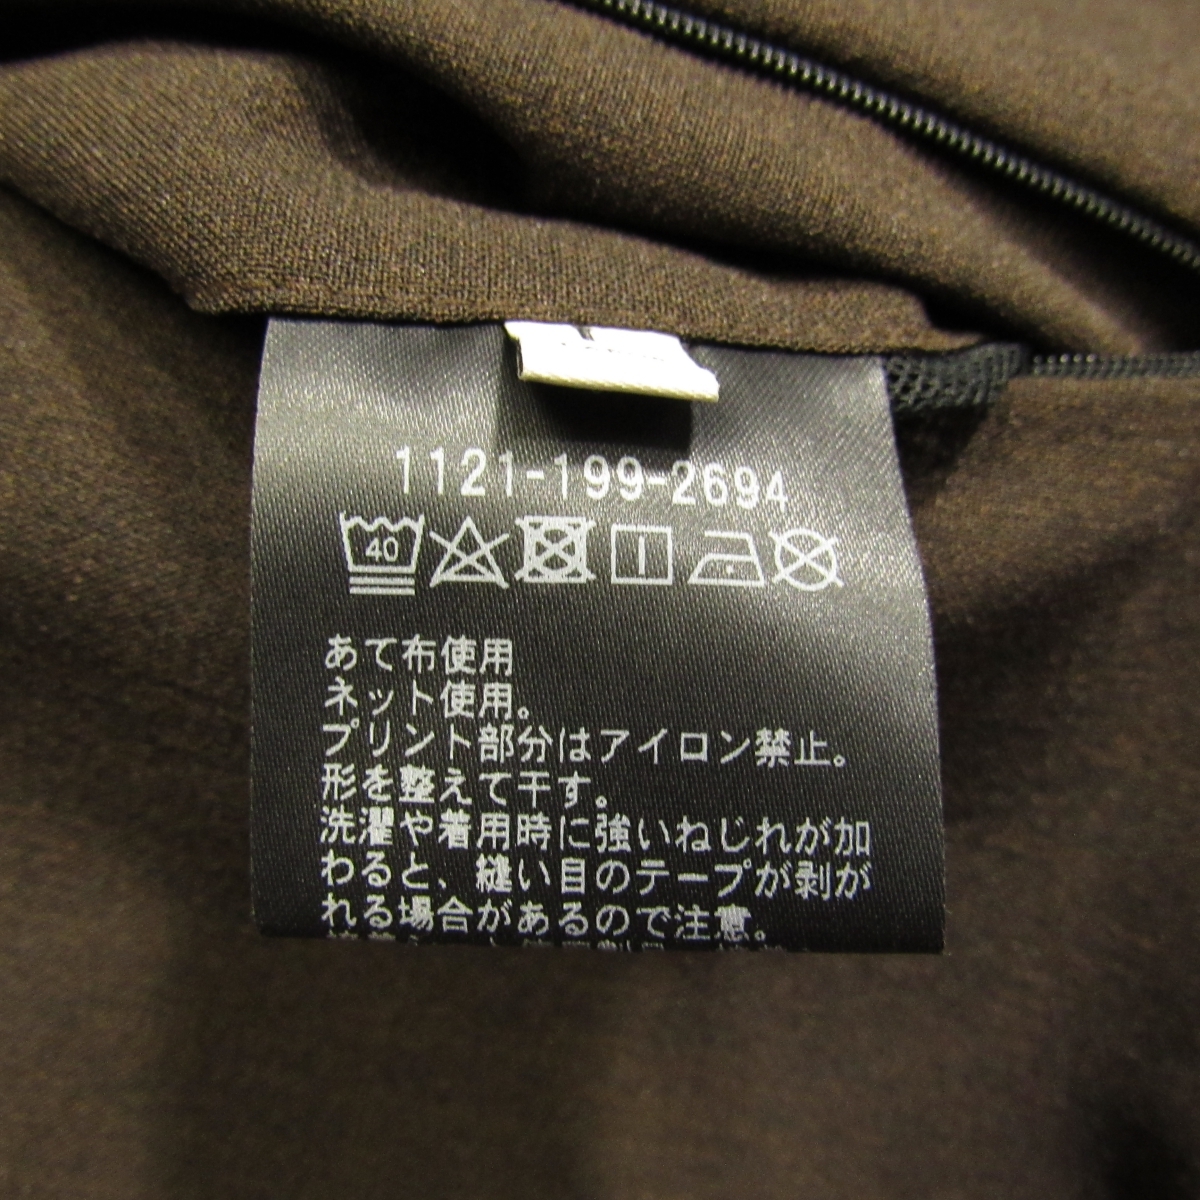 1121-199-2694
40
あて布使用
ネット使用。
プリント部分はアイロン禁止。
形を整えて干す。
洗濯や着用時に強いねじれが加
わると、縫い目のテープが剥が
れる場合があるので注意。